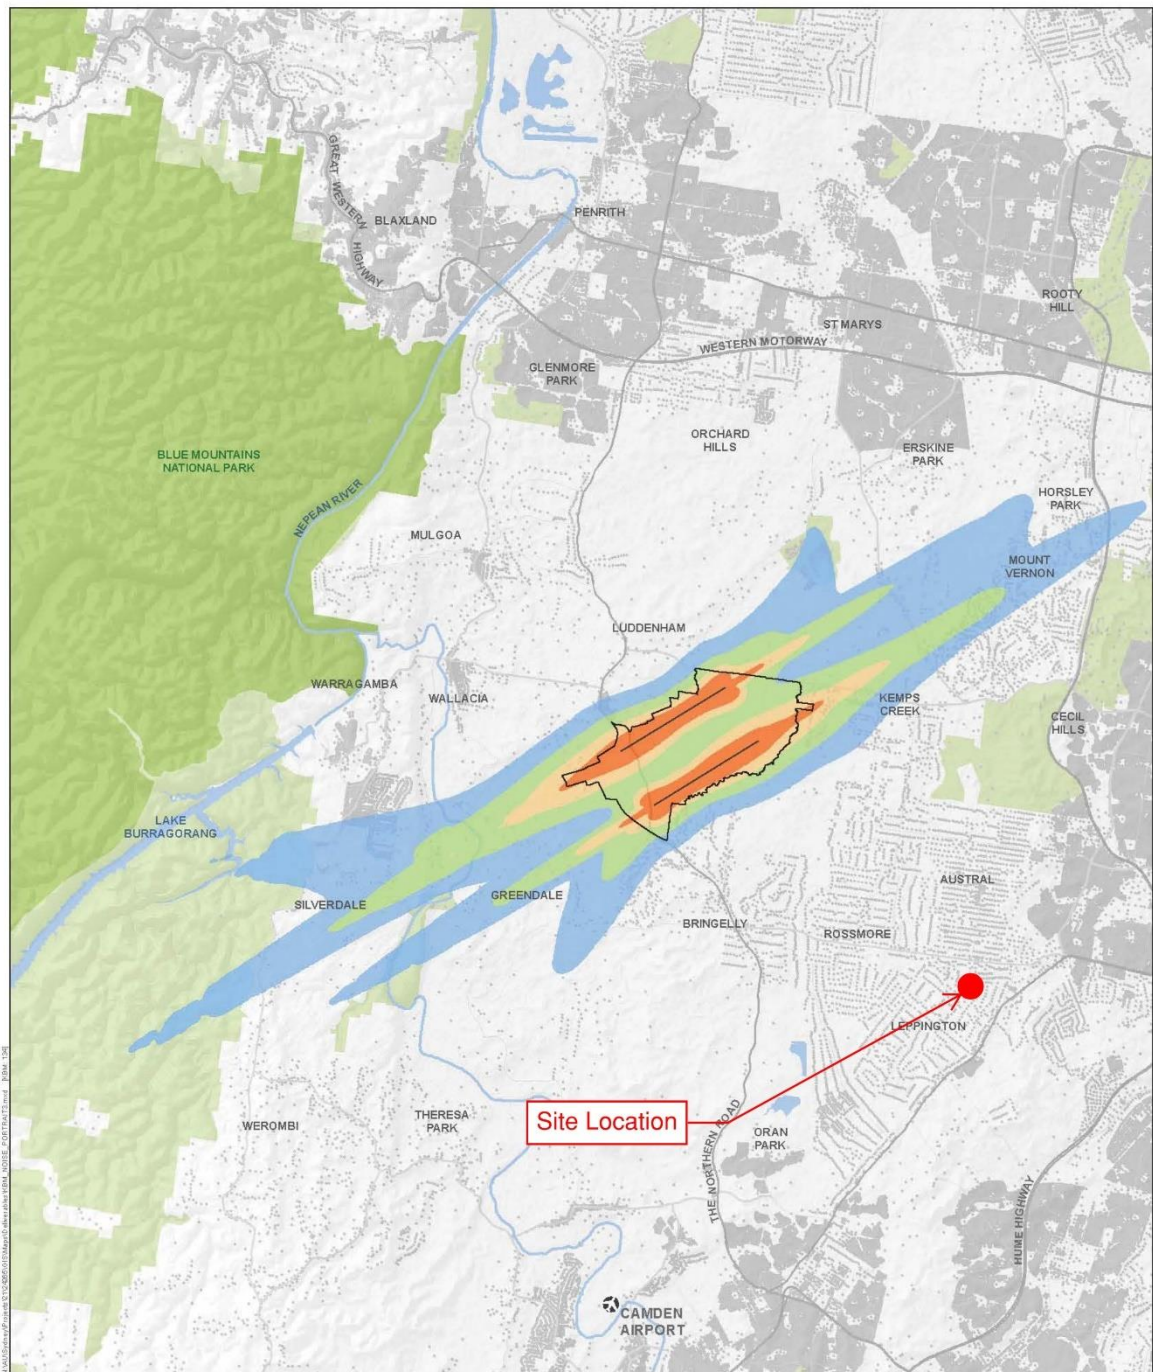 GREAT WESTERN
HIGHWAY
BLAXLAND
PENRITH
ROOTY
HILL
ST MARYS
WESTERN MOTORWAY
GLENMORE
PARK
ORCHARD
HILLS
ERSKINE
PARK
BLUE MOUNTAINS
NATIONAL PARK
NEPEAN RIVER
HORSLEY
PARK
MULGOA
MOUNT
VERNON
LUDDENHAM
WARRAGAMBA
WALLACIA
KEMPS
CREEK
CECIL
HILLS
LAKE
BURRAGORANG
AUSTRAL
SILVERDALE
GREENDALE
BRINGELLY
ROSSMORE
LEPPINGTON
THERESA
PARK
WEROMBI
Site Location
ORAN
PARK
THE NORTHERN ROAD
HUME HIGHWAY
CAMDEN
AIRPORT